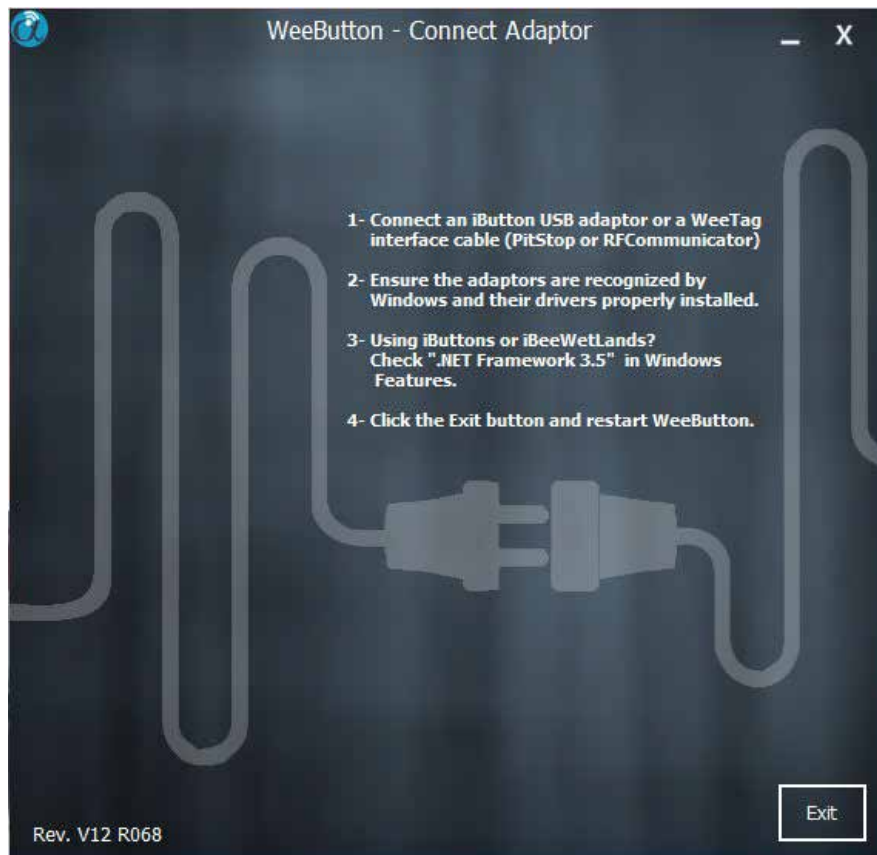 WeeButton - Connect Adaptor
X
1- Connect an iButton USB adaptor or a WeeTag
interface cable (PitStop or RFCommunicator)
2- Ensure the adaptors are recognized by
Windows and their drivers properly installed.
3- Using iButtons or iBeeWetLands?
Check ".NET Framework 3.5" in Windows
Features.
4- Click the Exit button and restart WeeButton.
Exit
Rev. V12 R068